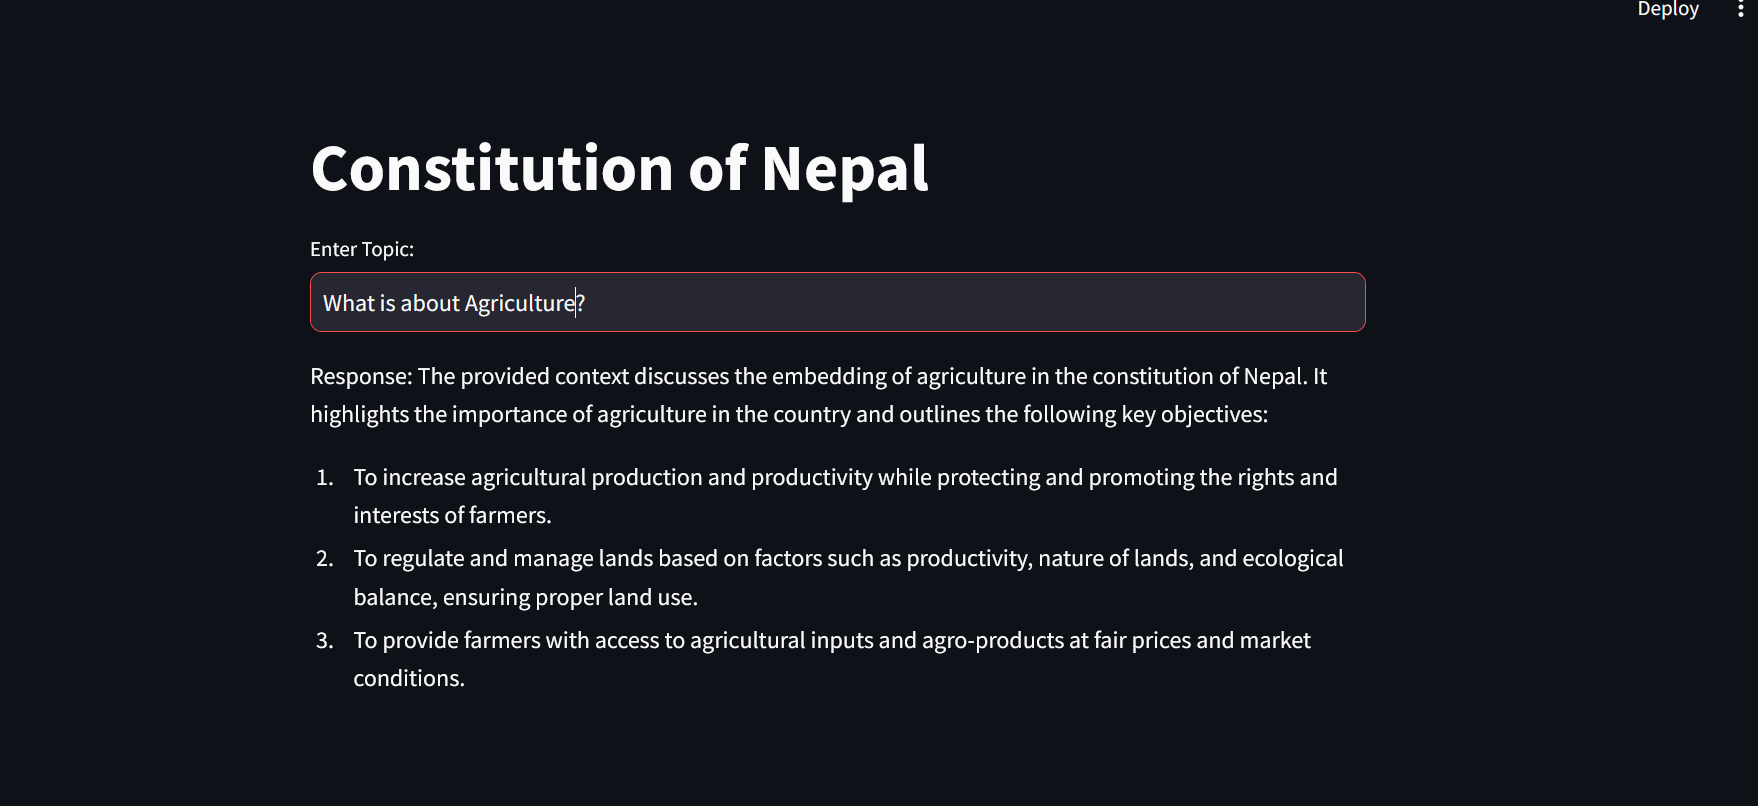 Deploy
Constitution of Nepal
Enter Topic:
What is about Agriculture?
Response: The provided context discusses the embedding of agriculture in the constitution of Nepal. It
highlights the importance of agriculture in the country and outlines the following key objectives:
1. To increase agricultural production and productivity while protecting and promoting the rights and
interests of farmers.
2. To regulate and manage lands based on factors such as productivity, nature of lands, and ecological
balance, ensuring proper land use.
3. To provide farmers with access to agricultural inputs and agro-products at fair prices and market
conditions.